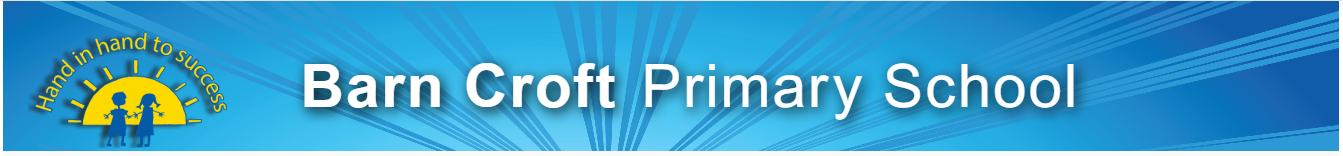 Hand in hand to success
Barn Croft Primary School